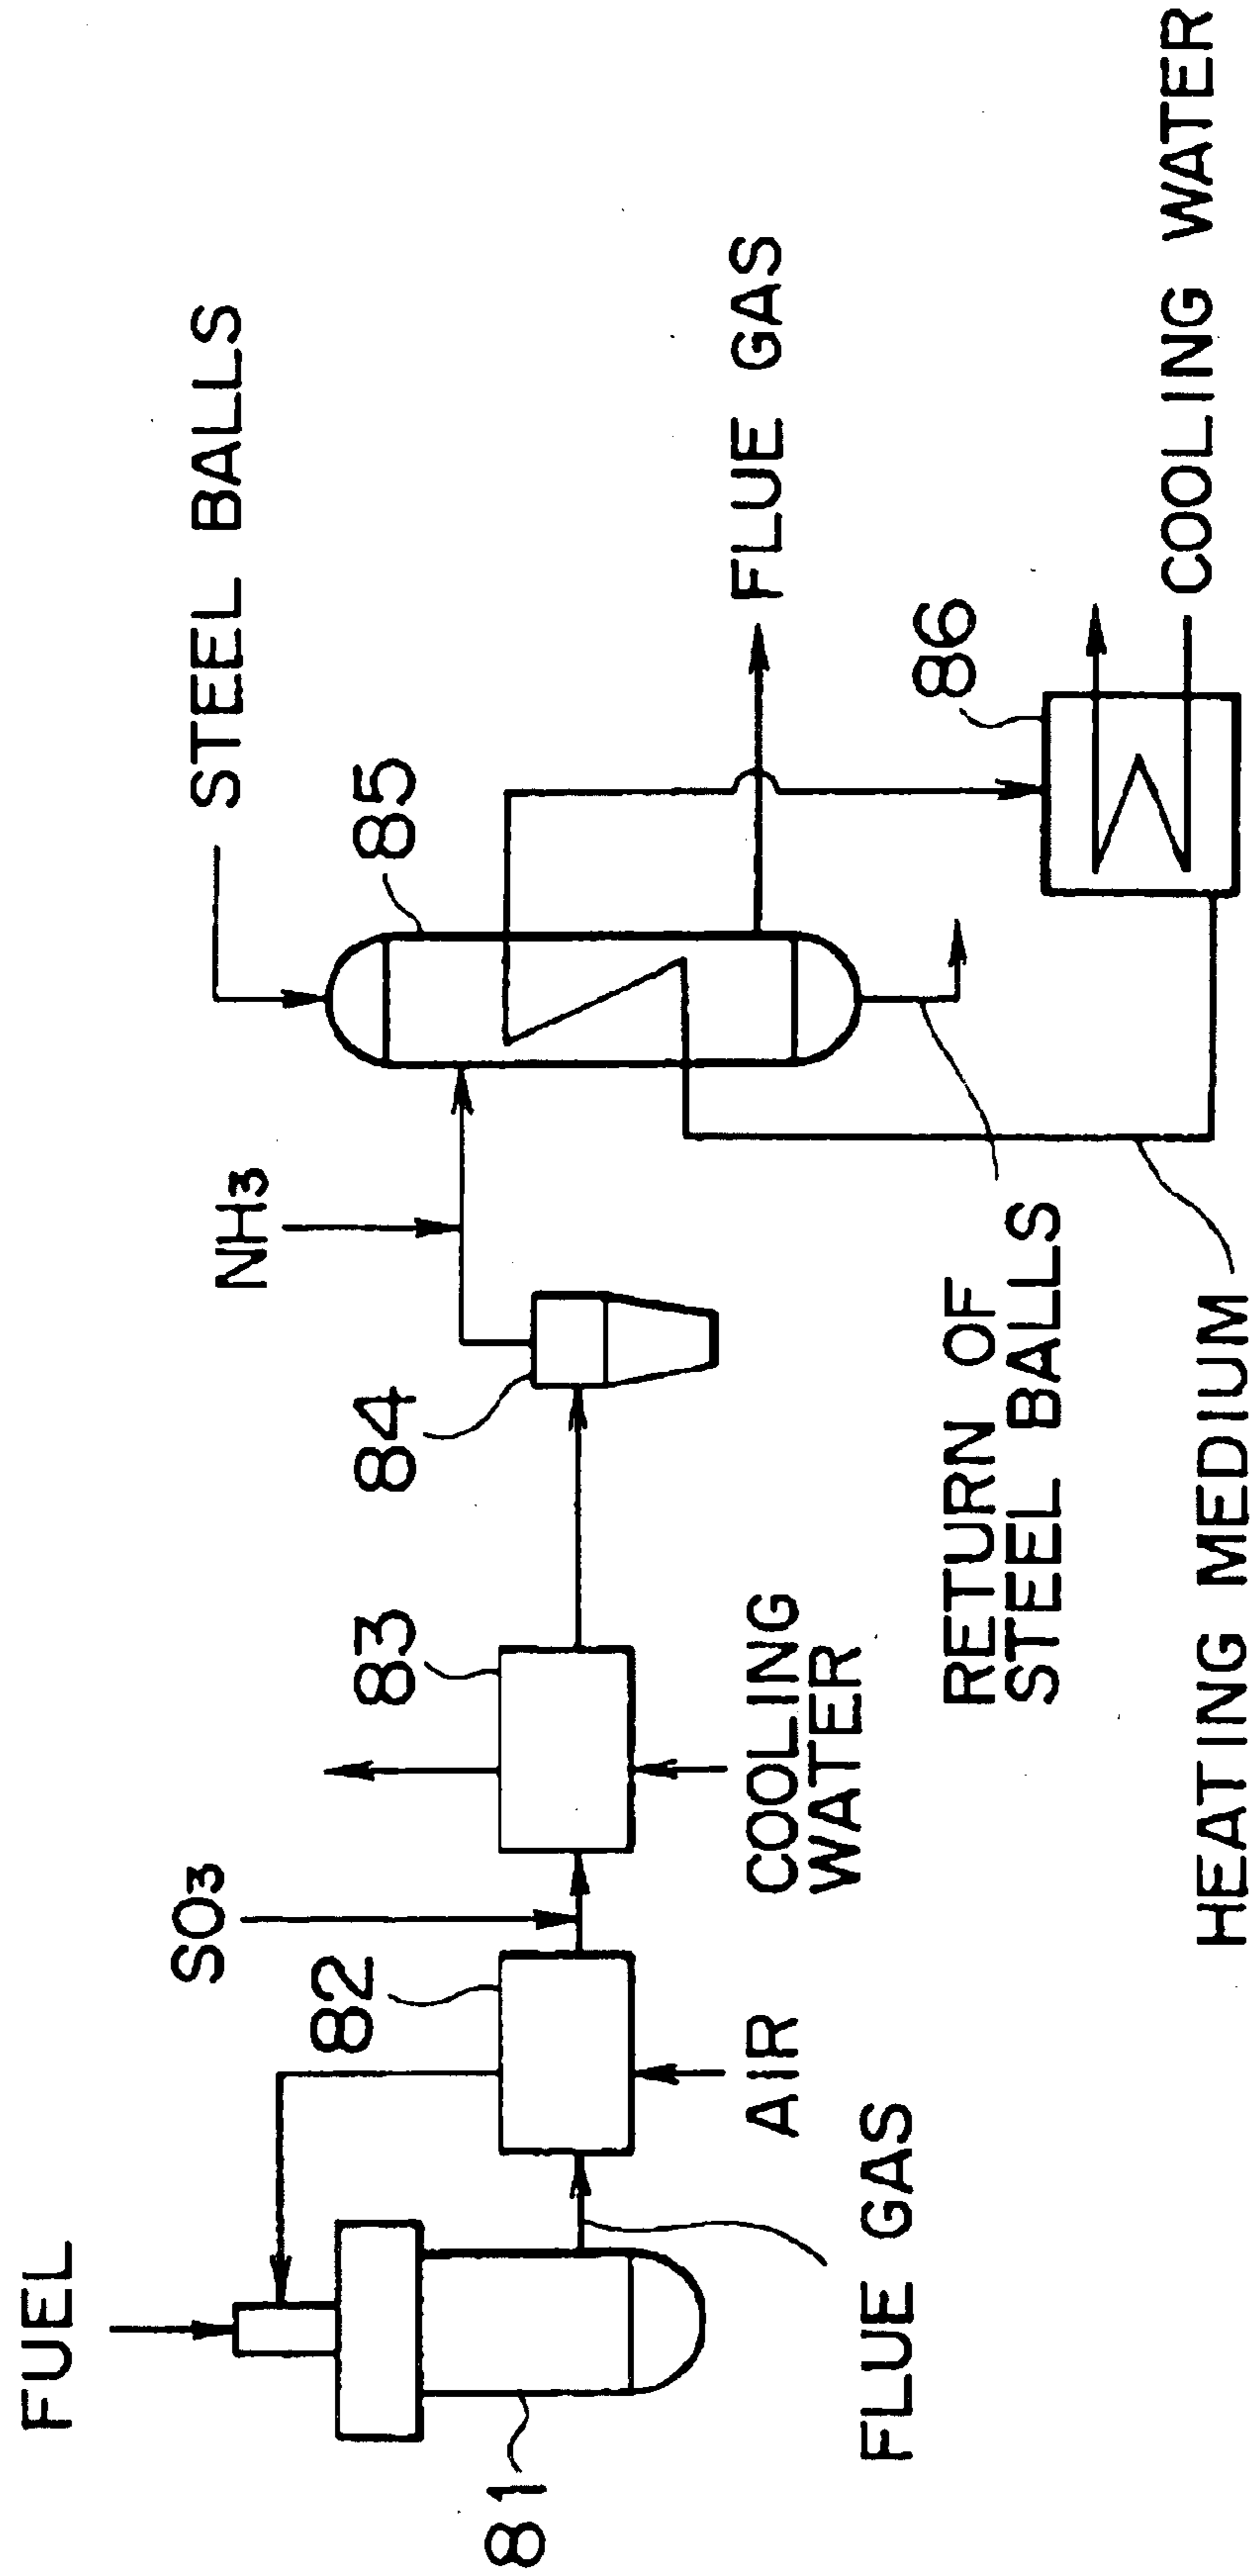 FUEL
SO3
NH3
STEEL BALLS
81
82
83
84
85
FLUE GAS
AIR
COOLING
WATER
FLUE GAS
86
RETURN OF
STEEL BALLS
HEATING MEDIUM
COOLING WATER